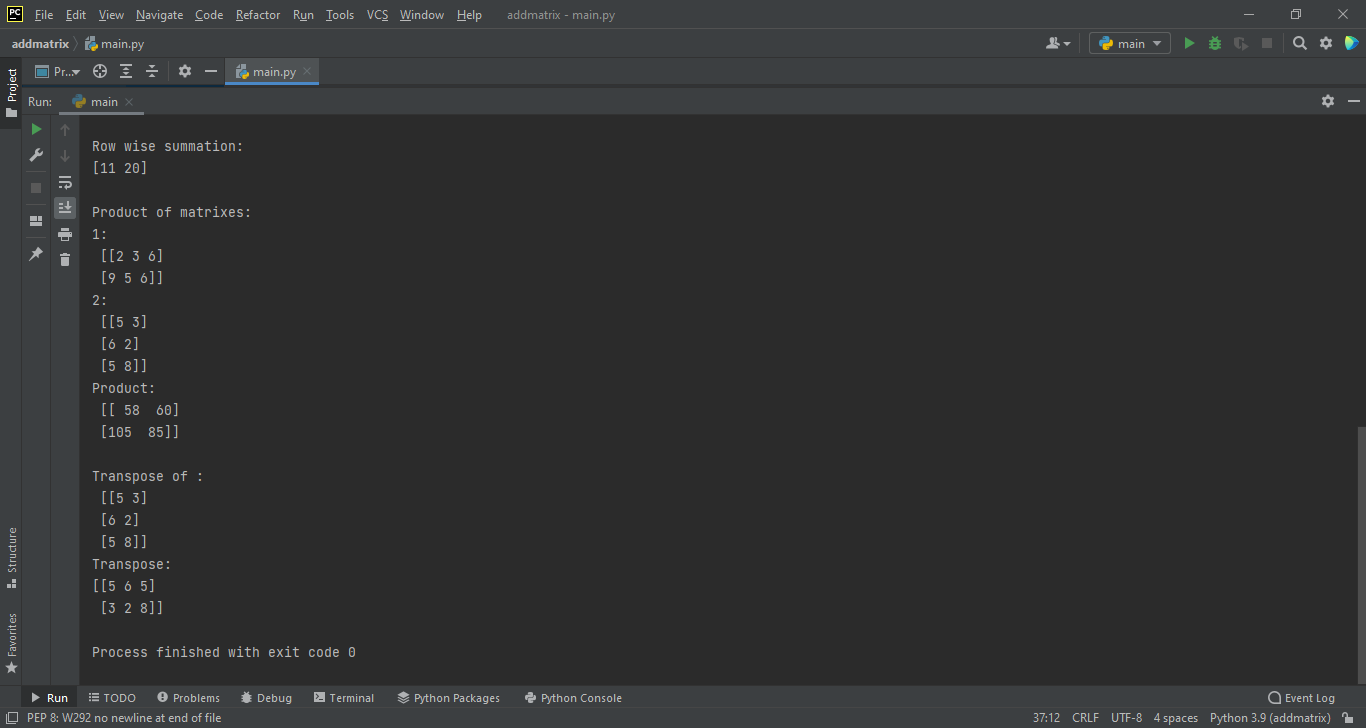 PC File Edit View Navigate Code Refactor Run Tools VCS Window Help addmatrix - main.py
addmatrix main.py main
Project Pr... main.py
Run: main
Row wise summation:
[11 20]
Product of matrixes:
1:
[[2 3 6]
[9 5 6]]
2:
[[5 3]
[6 2]
[5 8]]
Product:
[[ 58  60]
[105  85]]
Transpose of :
[[5 3]
[6 2]
[5 8]]
Transpose:
[[5 6 5]
[3 2 8]]
Process finished with exit code 0
Structure
Favorites
Run TODO Problems Debug Terminal Python Packages Python Console Event Log
PEP 8: W292 no newline at end of file 37:12 CRLF UTF-8 4 spaces Python 3.9 (addmatrix)